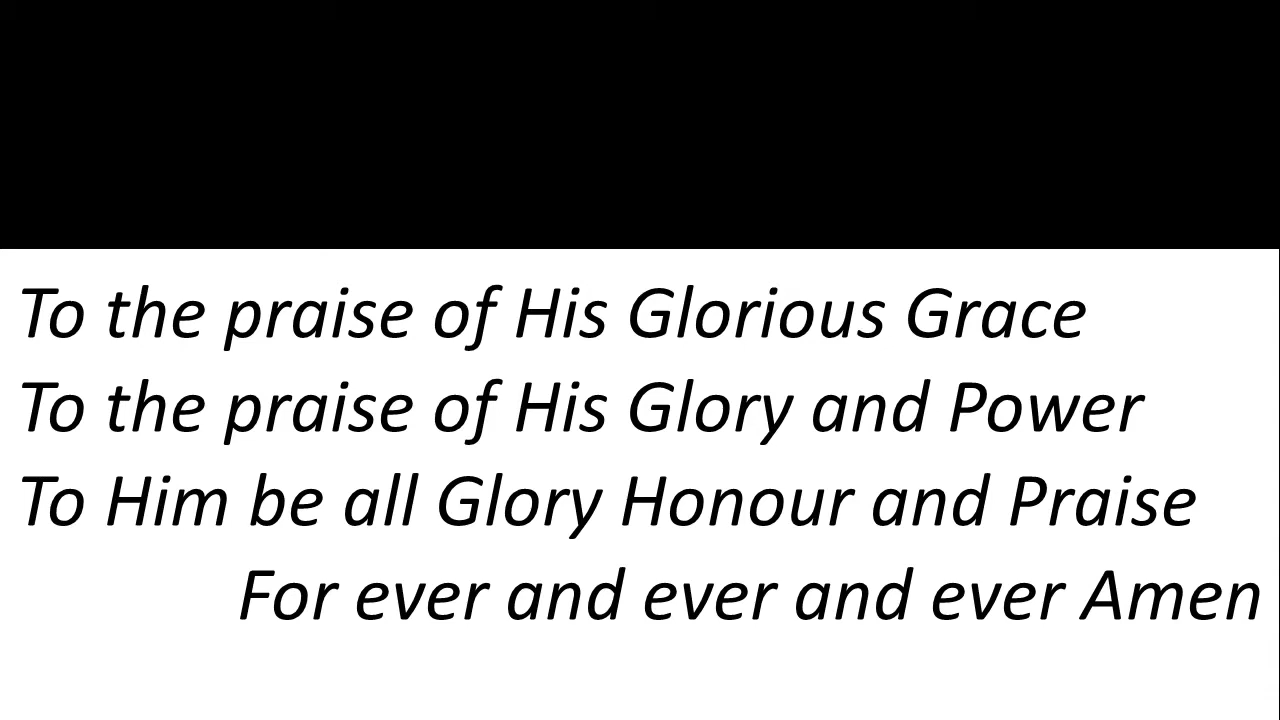 To the praise of His Glorious Grace
To the praise of His Glory and Power
To Him be all Glory Honour and Praise
For ever and ever and ever Amen